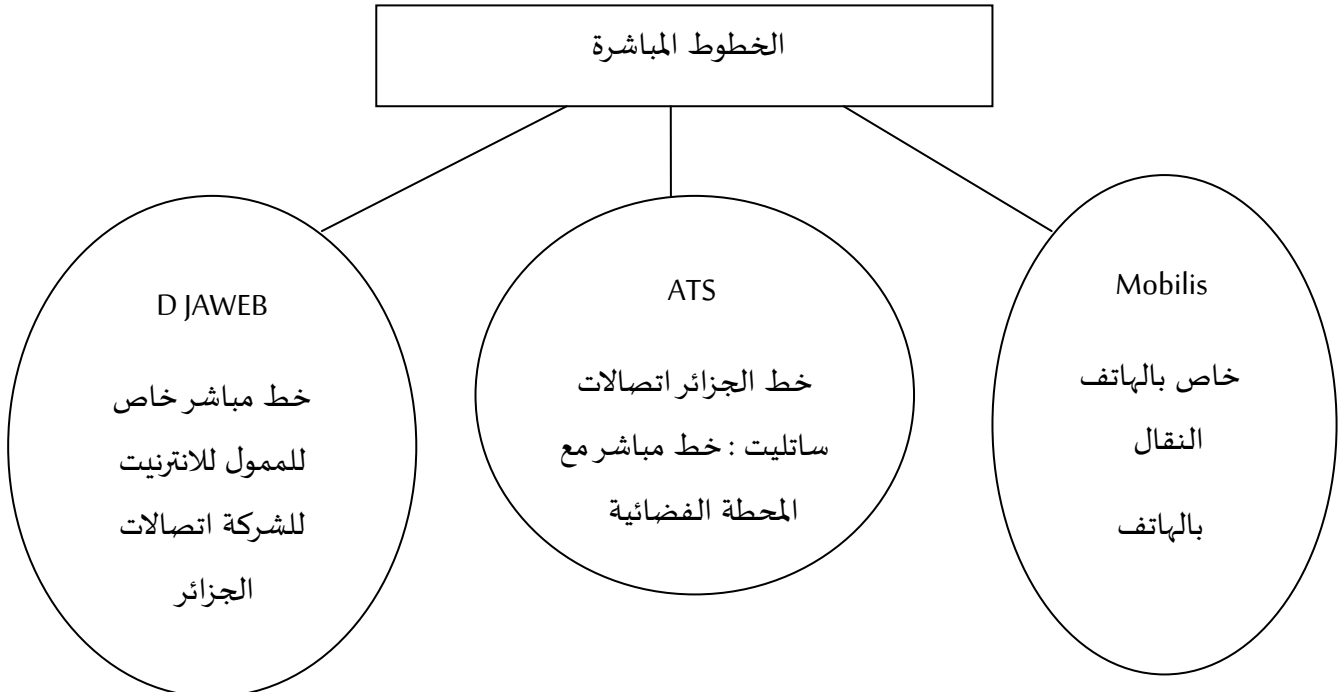 الخطوط المباشرة
Mobilis
خاص بالهاتف
النقال
بالهاتف
ATS
خط الجزائر اتصالات
ساتليت : خط مباشر مع
المحطة الفضائية
D JAWEB
خط مباشر خاص
للممول للانترنيت
للشركة اتصالات
الجزائر